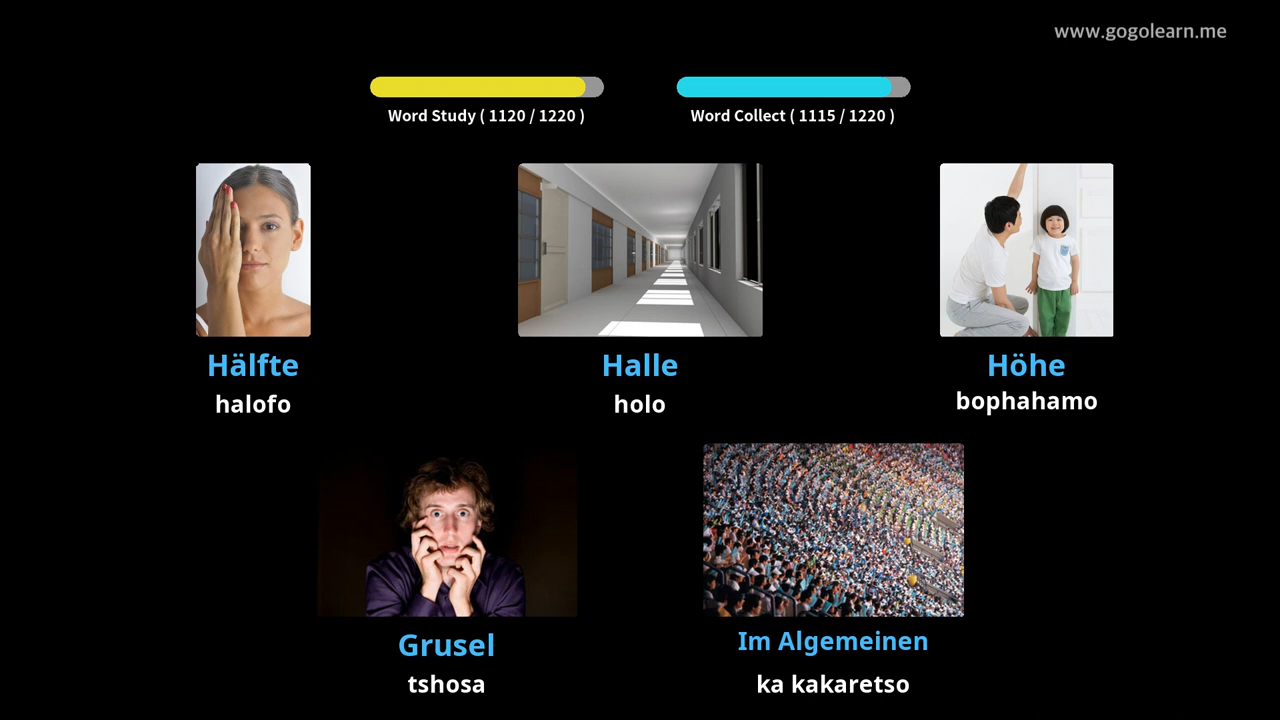 www.gogolearn.me
Word Study ( 1120 / 1220 )
Word Collect ( 1115 / 1220 )
Hälfte
halofo
Halle
holo
Höhe
bophahamo
Grusel
tshosa
Im Algemeinen
ka kakaretso